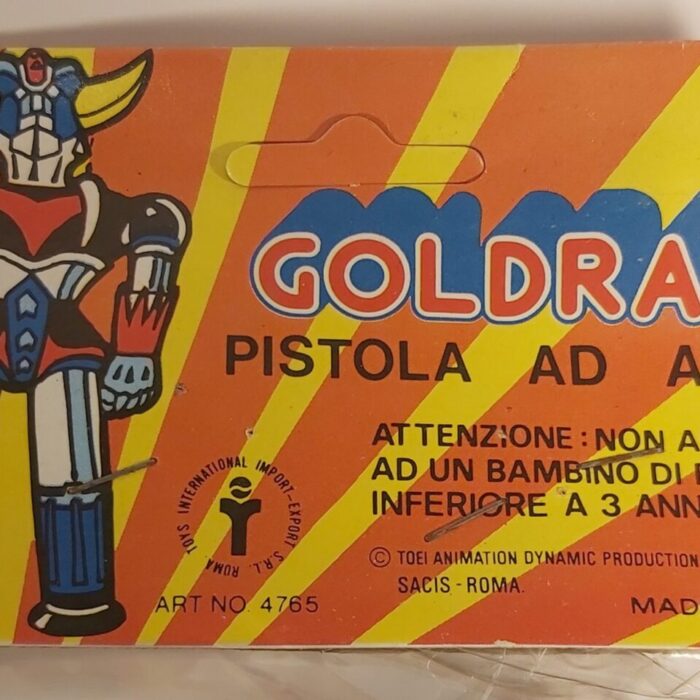 GOLDRA
PISTOLA AD A
ATTENZIONE: NON A
AD UN BAMBINO DI
INFERIORE A 3 ANN
© TOEI ANIMATION DYNAMIC PRODUCTION
SACIS - ROMA.
TOYS INTERNATIONAL IMPORT-EXPORT S.R.L. ROMA
ART NO. 4765
MAD